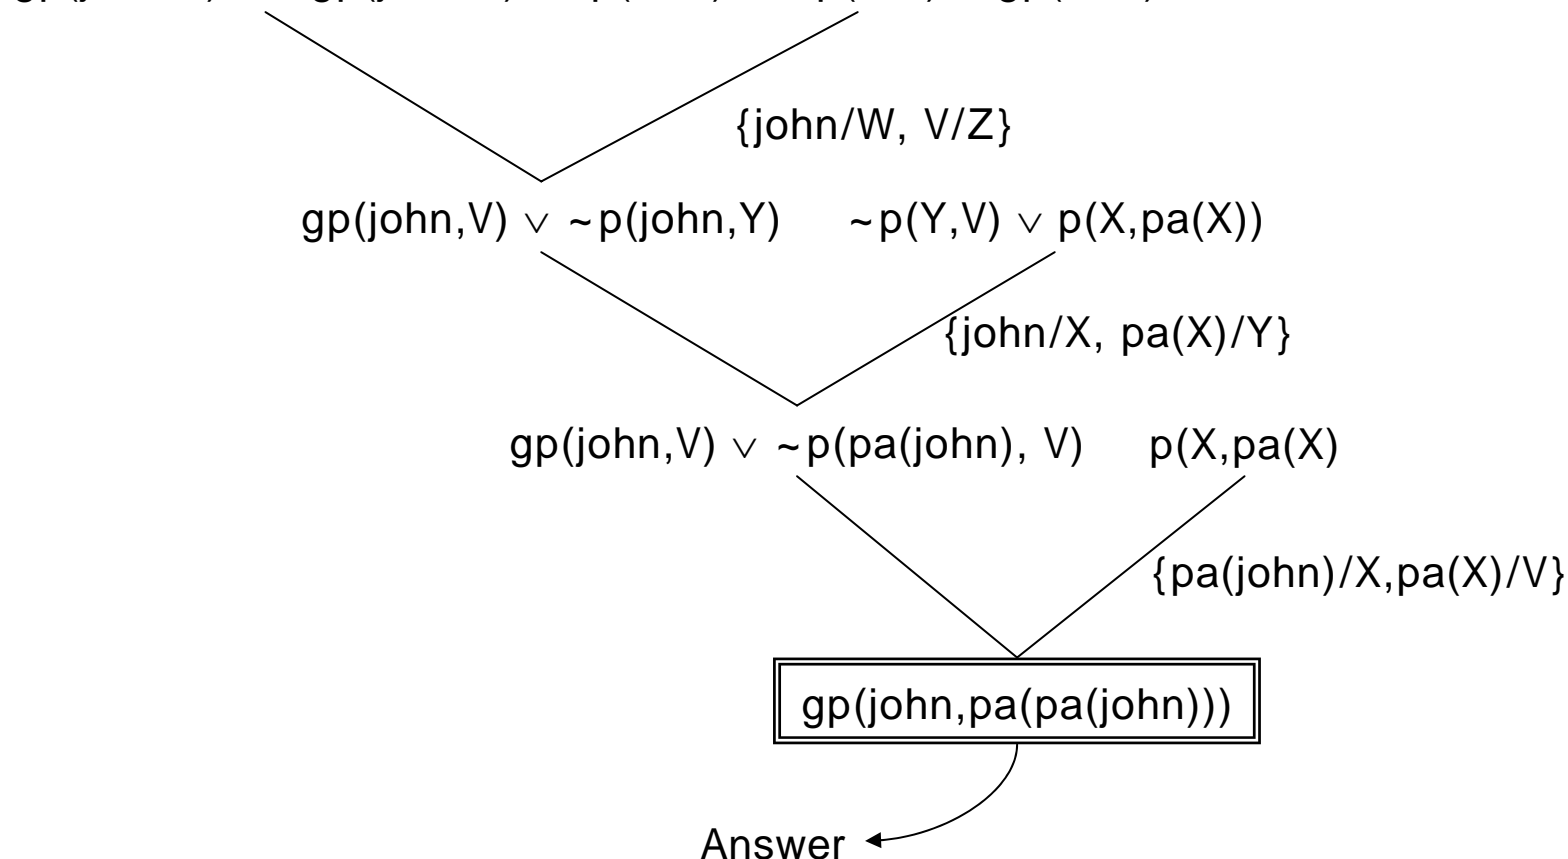 {john/W, V/Z}
gp(john,V) ∨ ~p(john,Y) ~p(Y,V) ∨ p(X,pa(X))
{john/X, pa(X)/Y}
gp(john,V) ∨ ~p(pa(john), V) p(X,pa(X)
{pa(john)/X,pa(X)/V}
gp(john,pa(pa(john)))
Answer